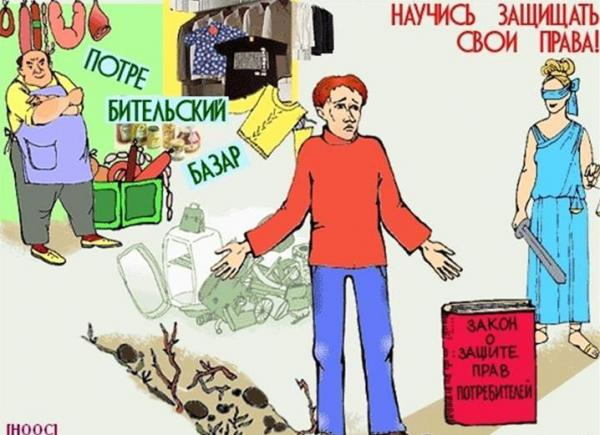 НАУЧИСЬ ЗАЩИЩАТЬ
СВОИ ПРАВА!
ПОТРЕ
БИТЕЛЬСКИЙ
БАЗАР
ЗАКОН
О
ЗАЩИТЕ
ПРАВ
ПОТРЕБИТЕЛЕЙ
[НООС]